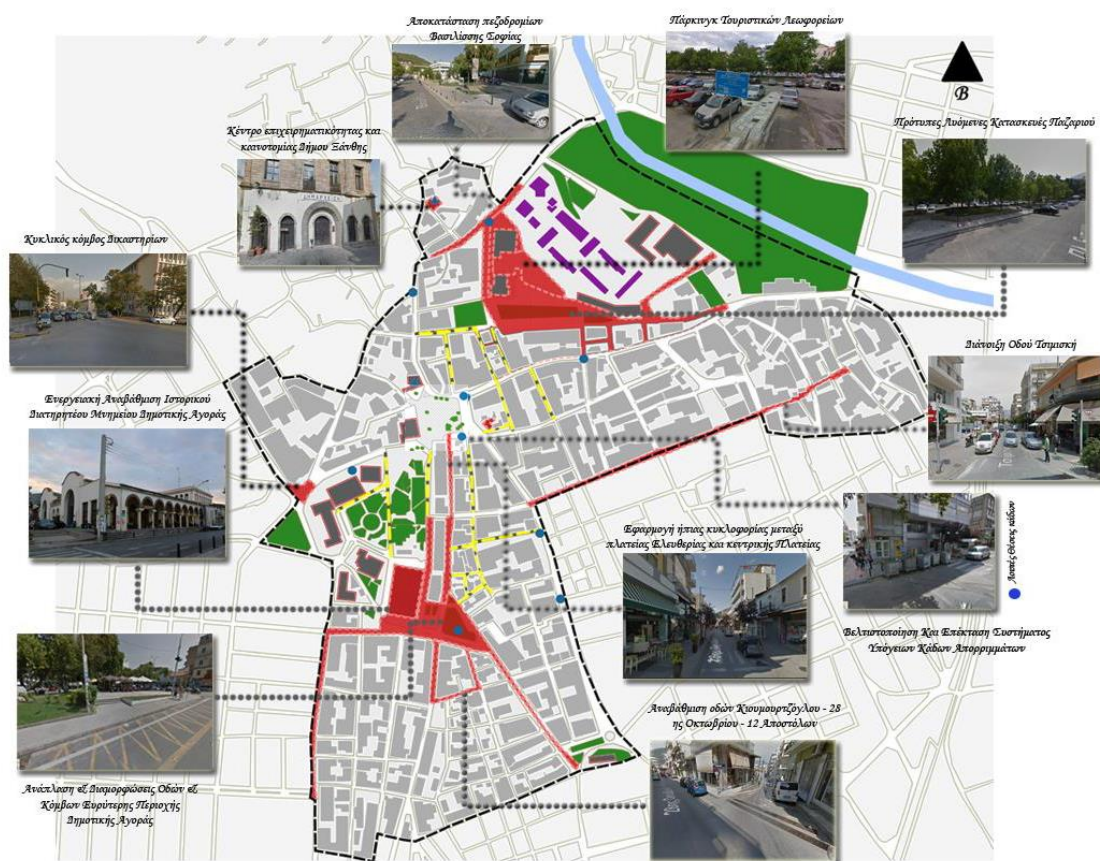 Αποκατάσταση πεζοδρομίων
Βασιλίσσης Σοφίας
Πάρκινγκ Τουριστικών Λεωφορείων
Β
Κέντρο επιχειρηματικότητας και
καινοτομίας Δήμου Ξάνθης
Πρότυπες Λυόμενες Κατασκευές Παζαριού
Κυκλικός κόμβος Δικαστηρίων
Διάνοιξη Οδού Τσιμισκή
Ενεργειακή Αναβάθμιση Ιστορικού
Διατηρητέου Μνημείου Δημοτικής Αγοράς
Εφαρμογή ήπιας κυκλοφορίας μεταξύ
πλατείας Ελευθερίας και κεντρικής Πλατείας
Λοιπές θέσεις κάδων
Βελτιστοποίηση Και Επέκταση Συστήματος
Υπόγειων Κάδων Απορριμμάτων
Αναβάθμιση οδών Κιουμουρτζόγλου - 28
ης Οκτωβρίου - 12 Αποστόλων
Ανάπλαση & Διαμορφώσεις Οδών &
Κόμβων Ευρύτερης Περιοχής
Δημοτικής Αγοράς